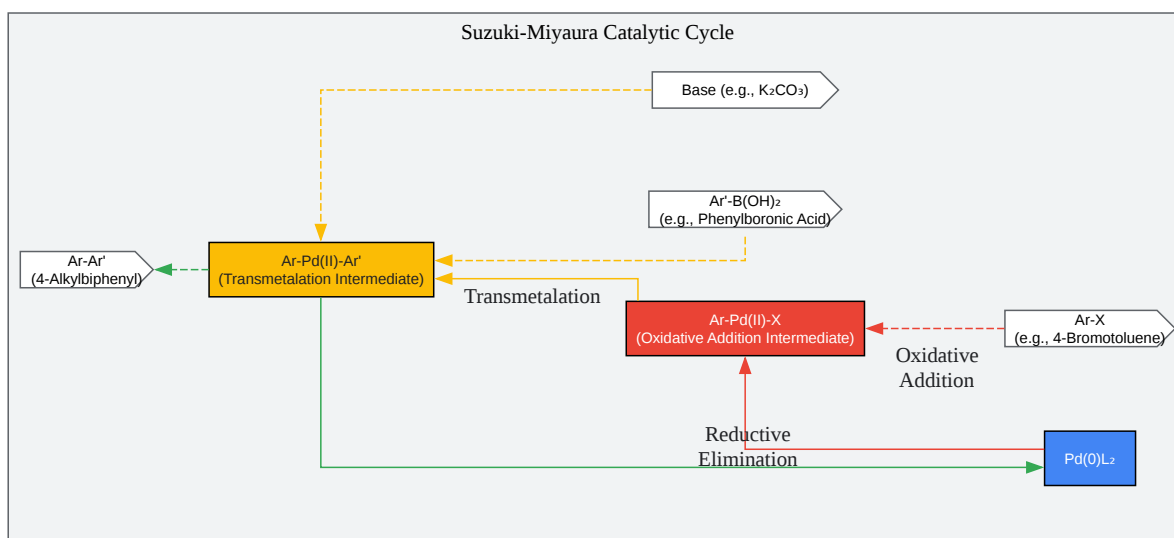 Suzuki-Miyaura Catalytic Cycle
Base (e.g., K₂CO₃)
Ar'-B(OH)₂
(e.g., Phenylboronic Acid)
Ar-Ar'
(4-Alkylbiphenyl)
Ar-Pd(II)-Ar'
(Transmetalation Intermediate)
Transmetalation
Ar-Pd(II)-X
(Oxidative Addition Intermediate)
Ar-X
(e.g., 4-Bromotoluene)
Oxidative
Addition
Reductive
Elimination
Pd(0)L₂